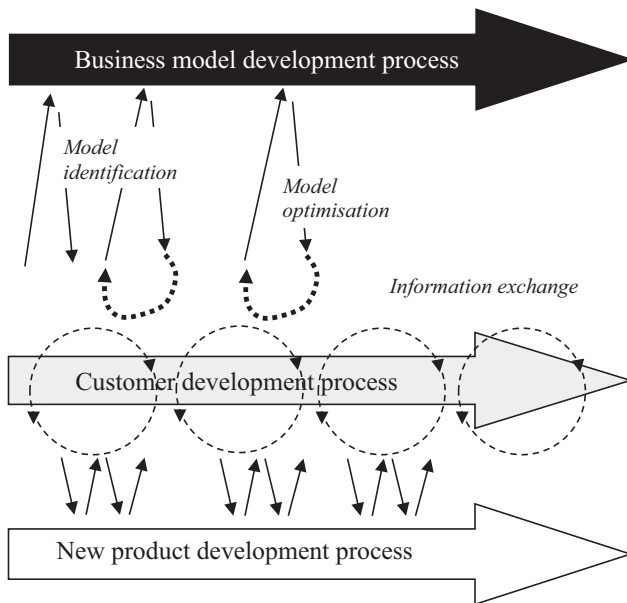 Business model development process
Model
identification
Model
optimisation
Information exchange
Customer development process
New product development process